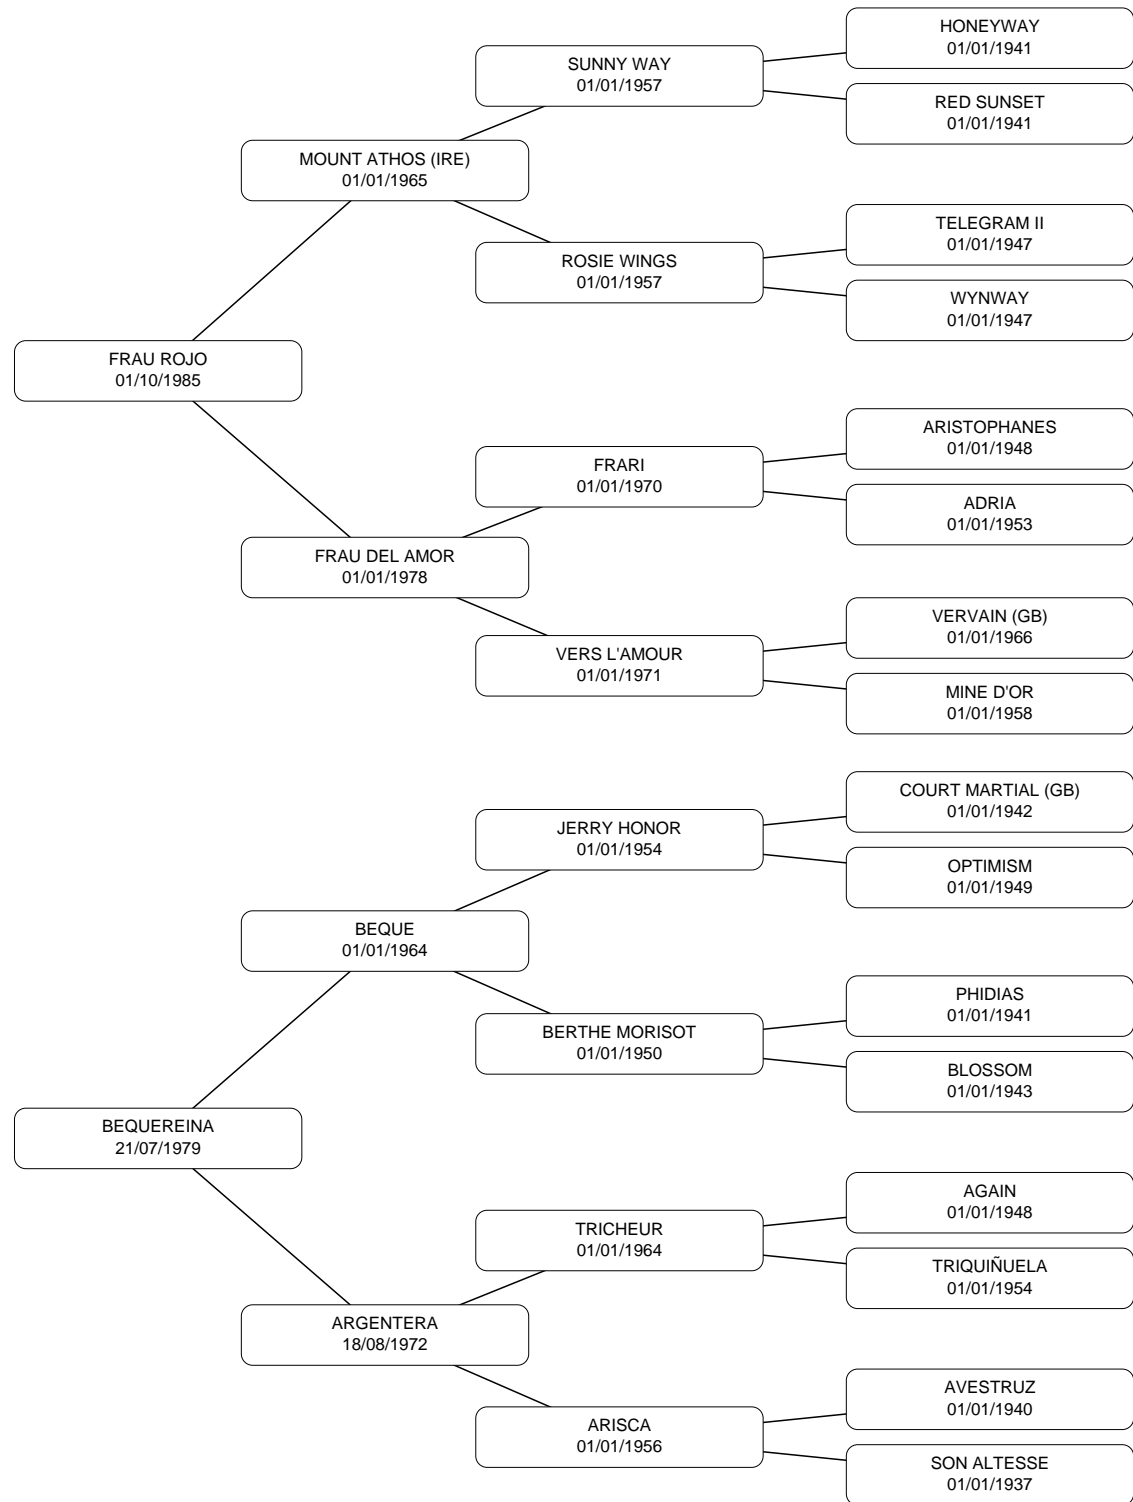 HONEYWAY
01/01/1941
SUNNY WAY
01/01/1957
RED SUNSET
01/01/1941
MOUNT ATHOS (IRE)
01/01/1965
TELEGRAM II
01/01/1947
ROSIE WINGS
01/01/1957
WYNWAY
01/01/1947
FRAU ROJO
01/10/1985
ARISTOPHANES
01/01/1948
FRARI
01/01/1970
ADRIA
01/01/1953
FRAU DEL AMOR
01/01/1978
VERVAIN (GB)
01/01/1966
VERS L'AMOUR
01/01/1971
MINE D'OR
01/01/1958
COURT MARTIAL (GB)
01/01/1942
JERRY HONOR
01/01/1954
OPTIMISM
01/01/1949
BEQUE
01/01/1964
PHIDIAS
01/01/1941
BERTHE MORISOT
01/01/1950
BLOSSOM
01/01/1943
BEQUEREINA
21/07/1979
AGAIN
01/01/1948
TRICHEUR
01/01/1964
TRIQUIÑUELA
01/01/1954
ARGENTERA
18/08/1972
AVESTRUZ
01/01/1940
ARISCA
01/01/1956
SON ALTESSE
01/01/1937